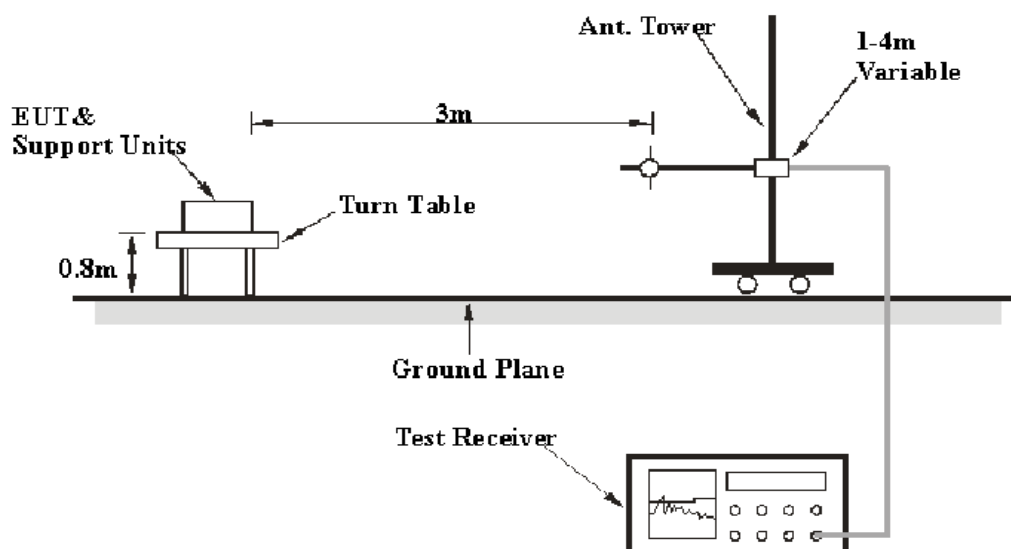 Ant. Tower
1-4m
Variable
EUT&
Support Units
3m
Turn Table
0.8m
Ground Plane
Test Receiver